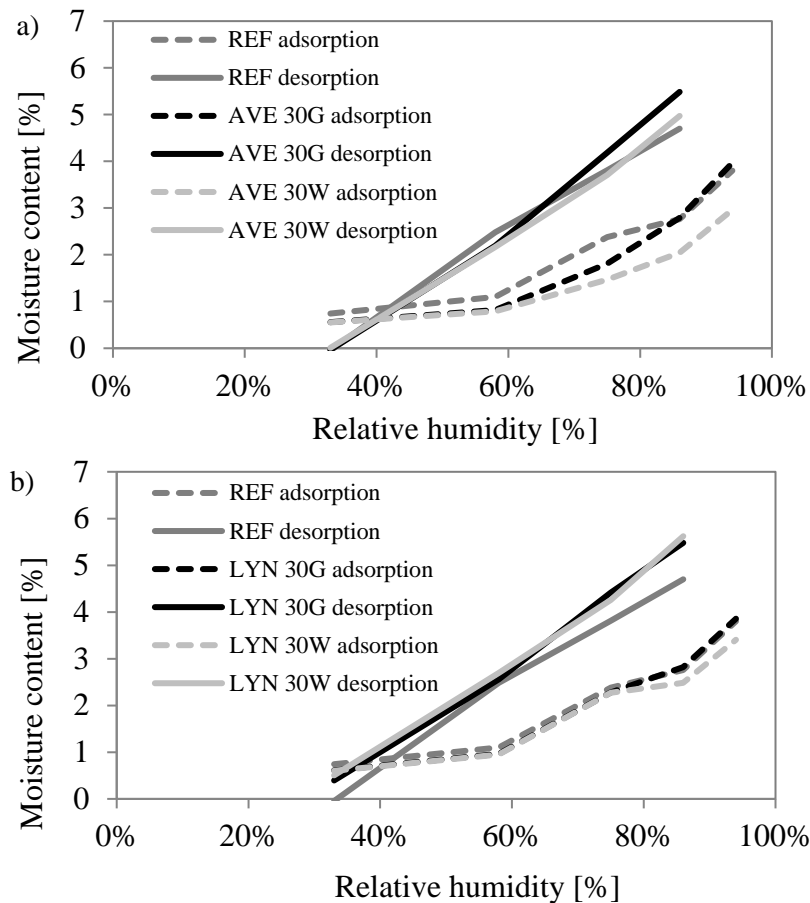 a)
Moisture content [%]
7
6
5
4
3
2
1
0
REF adsorption
REF desorption
AVE 30G adsorption
AVE 30G desorption
AVE 30W adsorption
AVE 30W desorption
0%
20%
40%
60%
80%
100%
Relative humidity [%]
b)
Moisture content [%]
7
6
5
4
3
2
1
0
REF adsorption
REF desorption
LYN 30G adsorption
LYN 30G desorption
LYN 30W adsorption
LYN 30W desorption
0%
20%
40%
60%
80%
100%
Relative humidity [%]